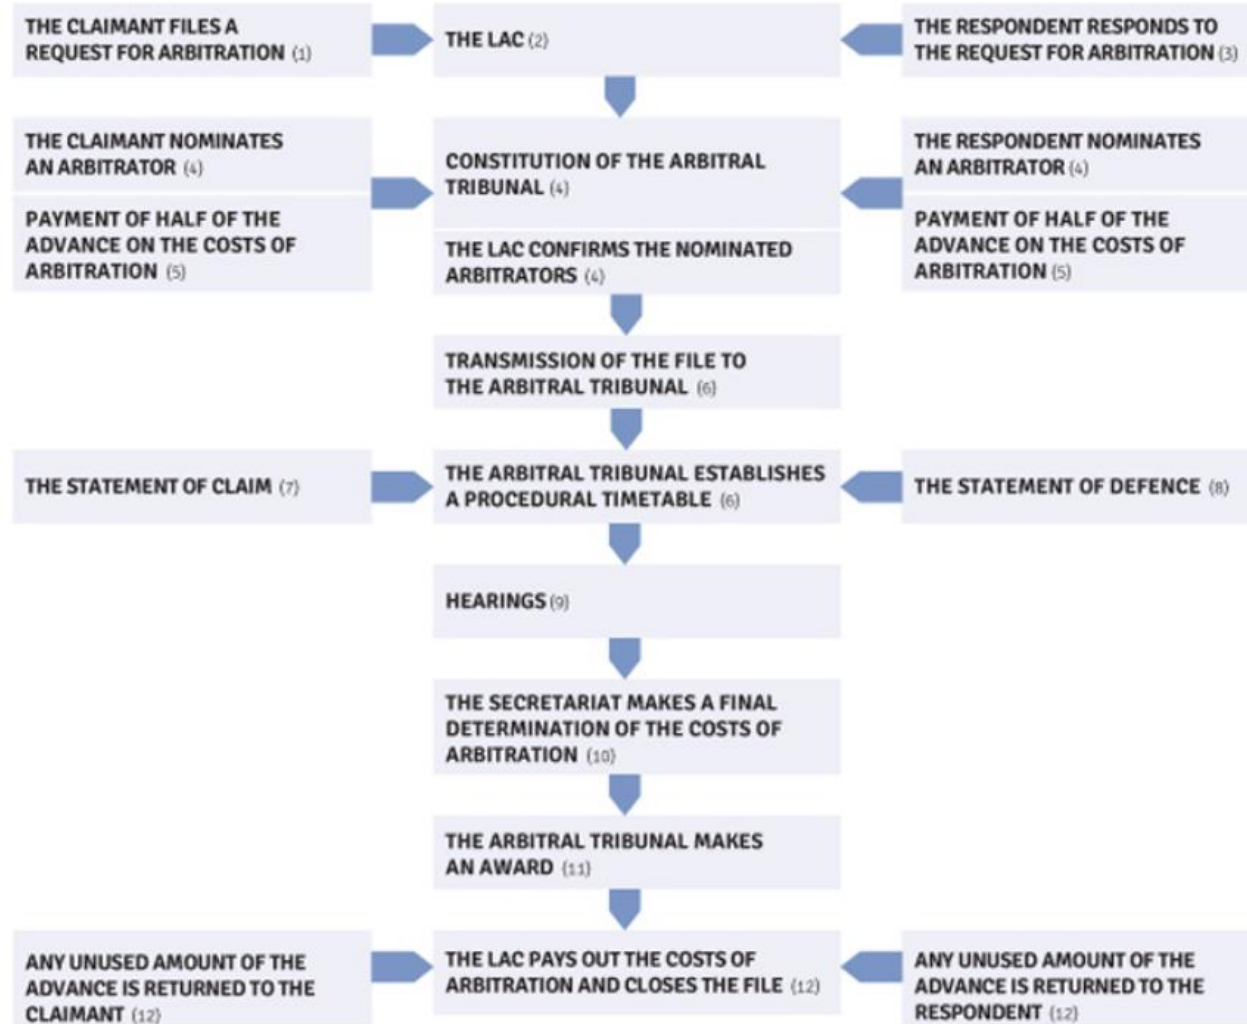 THE CLAIMANT FILES A
REQUEST FOR ARBITRATION (1)
THE LAC (2)
THE RESPONDENT RESPONDS TO
THE REQUEST FOR ARBITRATION (3)
THE CLAIMANT NOMINATES
AN ARBITRATOR (4)
PAYMENT OF HALF OF THE
ADVANCE ON THE COSTS OF
ARBITRATION (5)
CONSTITUTION OF THE ARBITRAL
TRIBUNAL (4)
THE LAC CONFIRMS THE NOMINATED
ARBITRATORS (4)
THE RESPONDENT NOMINATES
AN ARBITRATOR (4)
PAYMENT OF HALF OF THE
ADVANCE ON THE COSTS OF
ARBITRATION (5)
TRANSMISSION OF THE FILE TO
THE ARBITRAL TRIBUNAL (6)
THE STATEMENT OF CLAIM (7)
THE ARBITRAL TRIBUNAL ESTABLISHES
A PROCEDURAL TIMETABLE (6)
THE STATEMENT OF DEFENCE (8)
HEARINGS (9)
THE SECRETARIAT MAKES A FINAL
DETERMINATION OF THE COSTS OF
ARBITRATION (10)
THE ARBITRAL TRIBUNAL MAKES
AN AWARD (11)
ANY UNUSED AMOUNT OF THE
ADVANCE IS RETURNED TO THE
CLAIMANT (12)
THE LAC PAYS OUT THE COSTS OF
ARBITRATION AND CLOSES THE FILE (12)
ANY UNUSED AMOUNT OF THE
ADVANCE IS RETURNED TO THE
RESPONDENT (12)